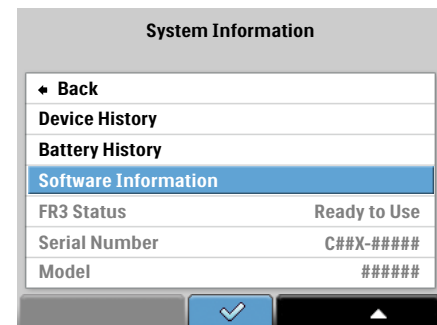 System Information
Back
Device History
Battery History
Software Information
FR3 Status Ready to Use
Serial Number C##X-#####
Model ######